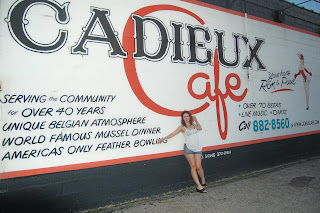 CADIEUX
Cafe
SERVING THE COMMUNITY
FOR OVER 40 YEARS
UNIQUE BELGIAN ATMOSPHERE
WORLD FAMOUS MUSSEL DINNER
AMERICAS ONLY FEATHER BOWLING
• OVER 70 BEERS
• LIVE MUSIC • DARTS
CALL 882-8560